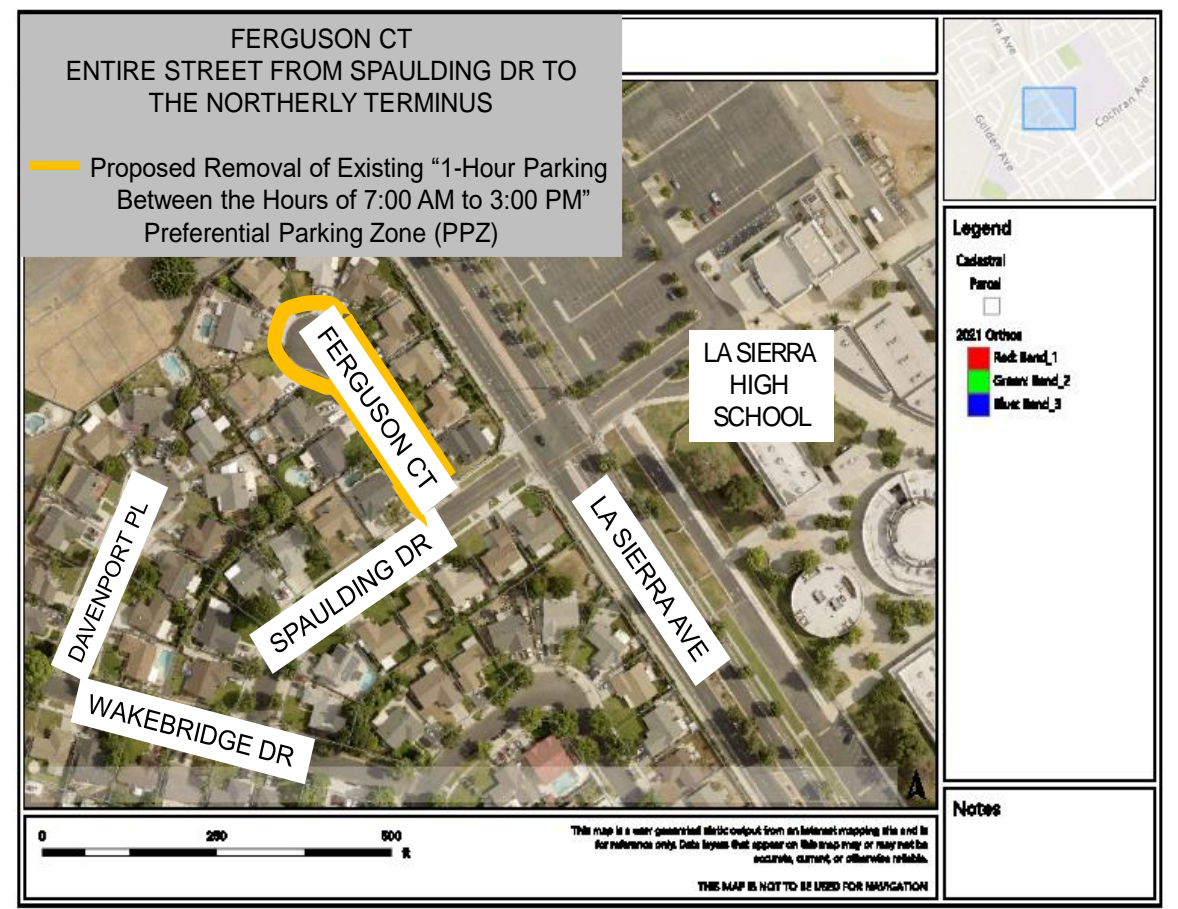 FERGUSON CT
ENTIRE STREET FROM SPAULDING DR TO
THE NORTHERLY TERMINUS
Proposed Removal of Existing “1-Hour Parking
Between the Hours of 7:00 AM to 3:00 PM”
Preferential Parking Zone (PPZ)
Golden Ave
Cochran Ave
Legend
Cadastral
Parcel
2021 Orthos
Red: Band_1
Green: Band_2
Blue: Band_3
FERGUSON CT
LA SIERRA
HIGH
SCHOOL
DAVENPORT PL
SPAULDING DR
LA SIERRA AVE
WAKEBRIDGE DR
Notes
0 250 500
ft
This map is a user generated static output from an Internet mapping site and is
for reference only. Data layers that appear on this map may or may not be
accurate, current, or otherwise reliable.
THIS MAP IS NOT TO BE USED FOR NAVIGATION